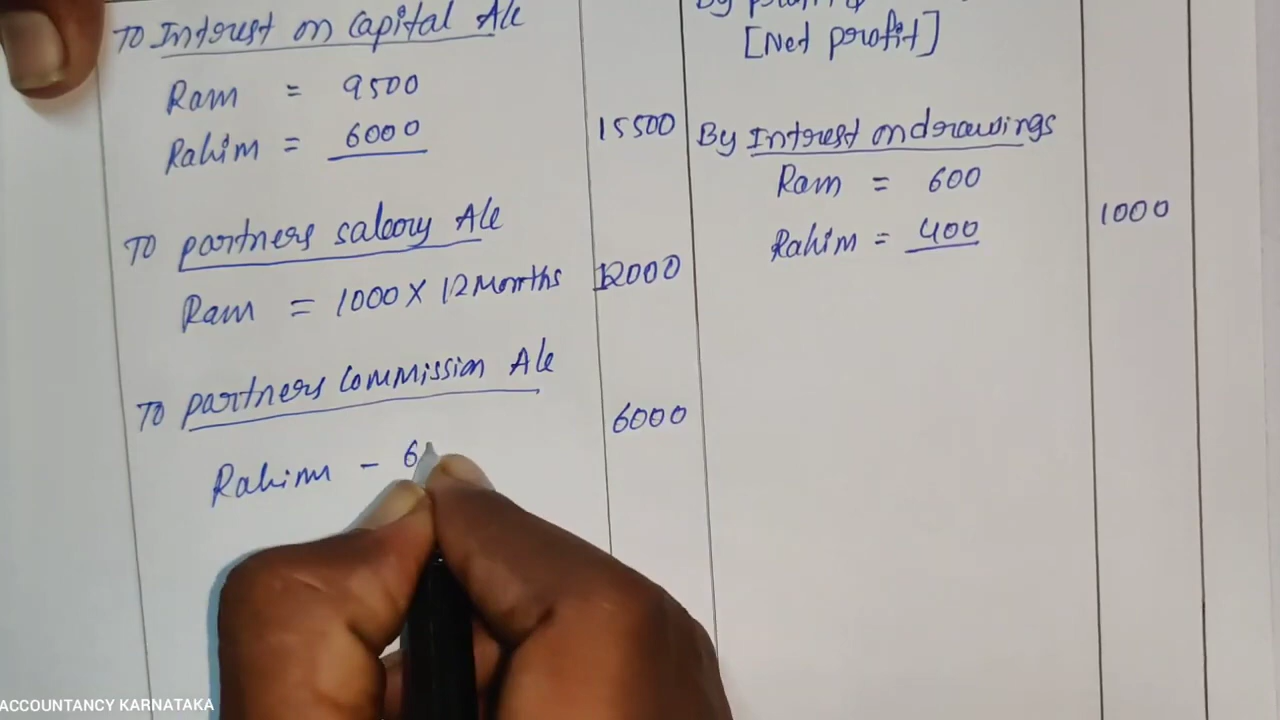 To Interest on Capital A/c
Ram = 9500
Rahim = 6000
15500
To partners salaory A/c
Ram = 1000 X 12 Months
12000
To partners Commission A/c
6000
Rahim - 6
[Net profit]
By Interest on drawings
Ram = 600
Rahim = 400
1000
ACCOUNTANCY KARNATAKA